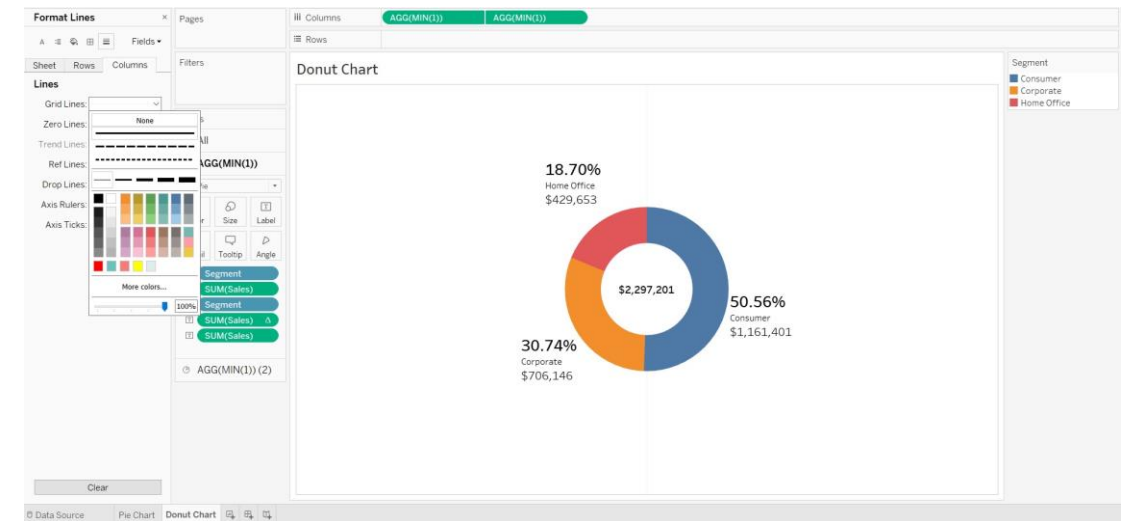 Format Lines ×
Fields
Sheet Rows Columns
Lines
Grid Lines:
Zero Lines:
Trend Lines:
Ref Lines:
Drop Lines:
Axis Rulers:
Axis Ticks:
None
More colors...
100%
Clear
Pages
Filters
All
AGG(MIN(1))
Size Label
Tooltip Angle
Segment
SUM(Sales)
Segment
SUM(Sales) Δ
SUM(Sales)
AGG(MIN(1)) (2)
Columns AGG(MIN(1)) AGG(MIN(1))
Rows
Donut Chart
18.70%
Home Office
$429,653
$2,297,201
50.56%
Consumer
$1,161,401
30.74%
Corporate
$706,146
Segment
Consumer
Corporate
Home Office
Data Source Pie Chart Donut Chart